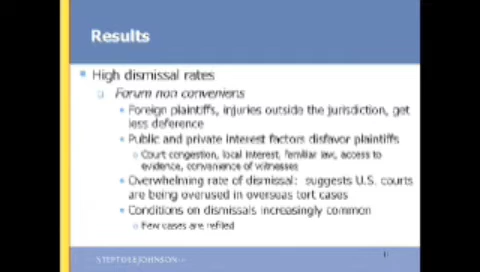 Results
High dismissal rates
Forum non conveniens
Foreign plaintiffs, injuries outside the jurisdiction, get
less deference
Public and private interest factors disfavor plaintiffs
Court congestion, local interest, familiar law, access to
evidence, convenience of witnesses
Overwhelming rate of dismissal: suggests U.S. courts
are being overused in overseas tort cases
Conditions on dismissals increasingly common
Few cases are refiled
STEPTOE & JOHNSON